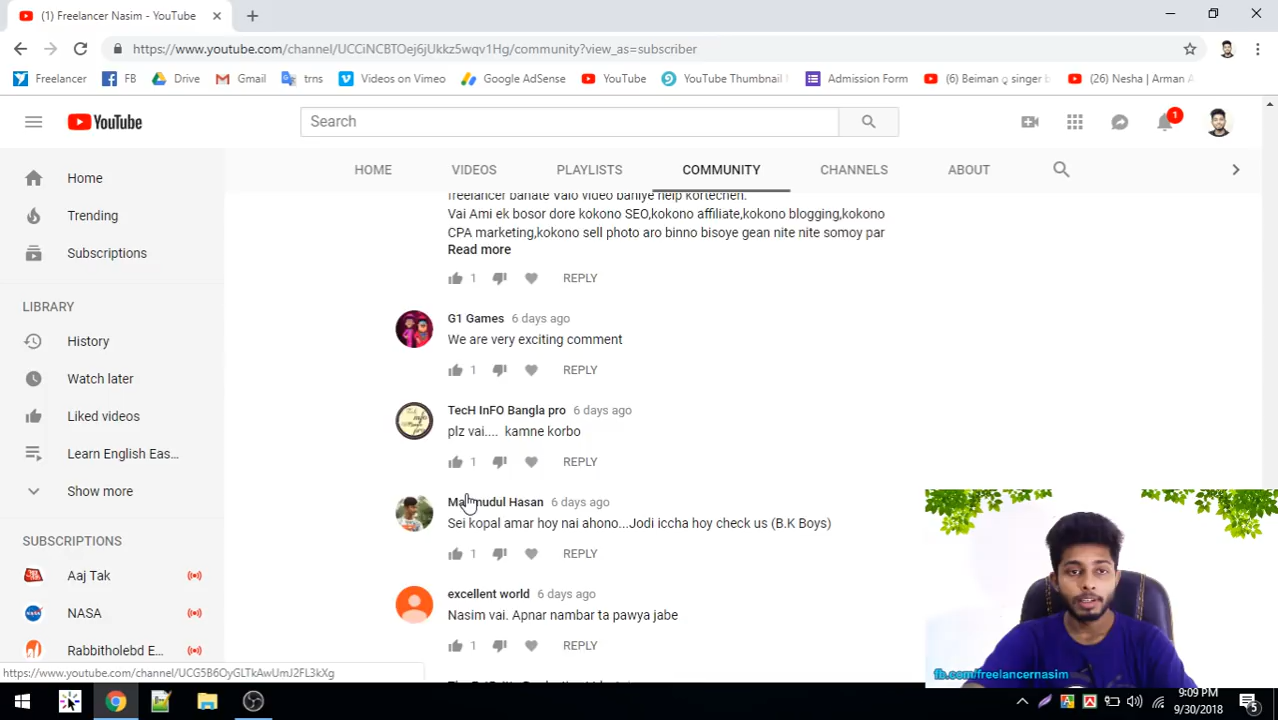 (1) Freelancer Nasim - YouTube
https://www.youtube.com/channel/UCCiNCBTOej6jUkkz5wqv1Hg/community?view_as=subscriber
Freelancer FB Drive Gmail trns Videos on Vimeo Google AdSense YouTube YouTube Thumbnail Admission Form (6) Beiman q singer (26) Nesha | Arman
YouTube
Search
1
HOME VIDEOS PLAYLISTS COMMUNITY CHANNELS ABOUT
Home
Trending
Subscriptions
LIBRARY
History
Watch later
Liked videos
Learn English Eas...
Show more
SUBSCRIPTIONS
Aaj Tak
NASA
Rabbitholebd E...
freelancer banate Valo video baniye help kortechen.
Vai Ami ek bosor dore kokono SEO,kokono affiliate,kokono blogging,kokono
CPA marketing,kokono sell photo aro binno bisoye gean nite nite somoy par
Read more
1 REPLY
G1 Games 6 days ago
We are very exciting comment
1 REPLY
TecH InFO Bangla pro 6 days ago
plz vai.... kamne korbo
1 REPLY
Hasan 6 days ago
Sei kopal amar hoy nai ahono...Jodi iccha hoy check us (B.K Boys)
1 REPLY
excellent world 6 days ago
Nasim vai. Apnar nambar ta pawya jabe
1 REPLY
https://www.youtube.com/channel/UCG5B6OyGLTkAwUmJ2FL3kXg
fb.com/freelancernasim
9:09 PM
9/30/2018
5